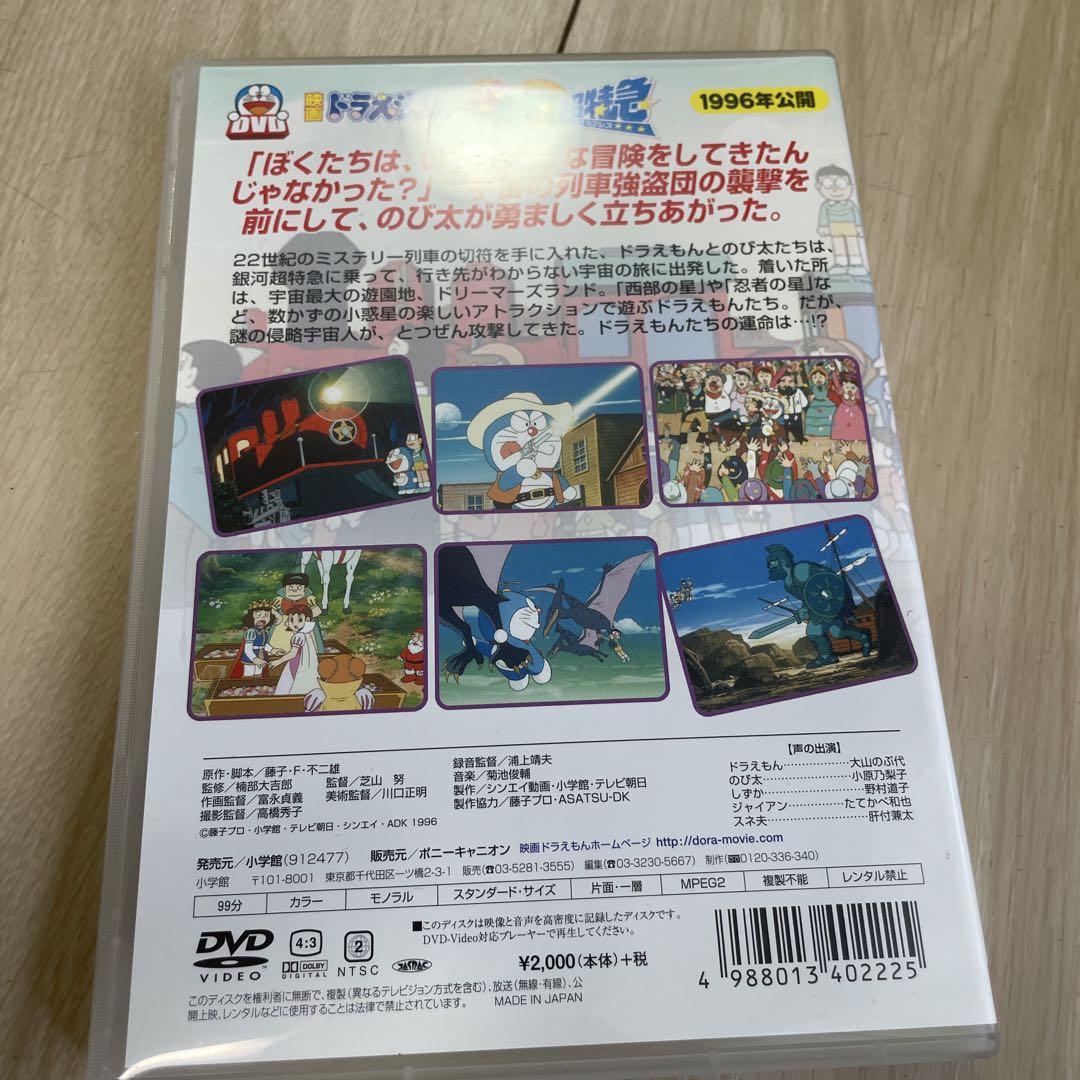 DVD
映画 ドラえ
超特急
1996年公開
「ぼくたちは、 な冒険をしてきたん
じゃなかった?」 の列車強盗団の襲撃を
前にして、のび太が勇ましく立ちあがった。
22世紀のミステリー列車の切符を手に入れた、ドラえもんとのび太たちは、
銀河超特急に乗って、行き先がわからない宇宙の旅に出発した。着いた所
は、宇宙最大の遊園地、ドリーマーズランド。「西部の星」や「忍者の星」な
ど、数かずの小惑星の楽しいアトラクションで遊ぶドラえもんたち。だが、
謎の侵略宇宙人が、とつぜん攻撃してきた。ドラえもんたちの運命は…!?
原作・脚本/藤子・F・不二雄
監修/楠部大吉郎 監督/芝山 努
作画監督/富永貞義 美術監督/川口正明
撮影監督/高橋秀子
録音監督/浦上靖夫
音楽/菊池俊輔
製作/シンエイ動画・小学館・テレビ朝日
製作協力/藤子プロ・ASATSU-DK
©藤子プロ・小学館・テレビ朝日・シンエイ・ADK 1996
【声の出演】
ドラえもん………………大山のぶ代
のび太……………………小原乃梨子
しずか……………………野村道子
ジャイアン………………たてかべ和也
スネ夫……………………肝付兼太
発売元/小学館(912477) 販売元/ポニーキャニオン 映画ドラえもんホームページ http://dora-movie.com
小学館 〒101-8001 東京都千代田区一ツ橋2-3-1 販売(☎03-5281-3555) 編集(☎03-3230-5667) 制作(0120-336-340)
99分 カラー モノラル スタンダード・サイズ 片面・一層 MPEG2 複製不能 レンタル禁止
DVD VIDEO
4:3
DOLBY DIGITAL
2
NTSC
JASRAC
■このディスクは映像と音声を高密度に記録したディスクです。
DVD-Video対応プレーヤーで再生してください。
¥2,000(本体)+税
MADE IN JAPAN
このディスクを権利者に無断で、複製(異なるテレビジョン方式を含む)、放送(無線・有線)、公
開上映、レンタルなどに使用することは法律で禁止されています。
4 988013 402225